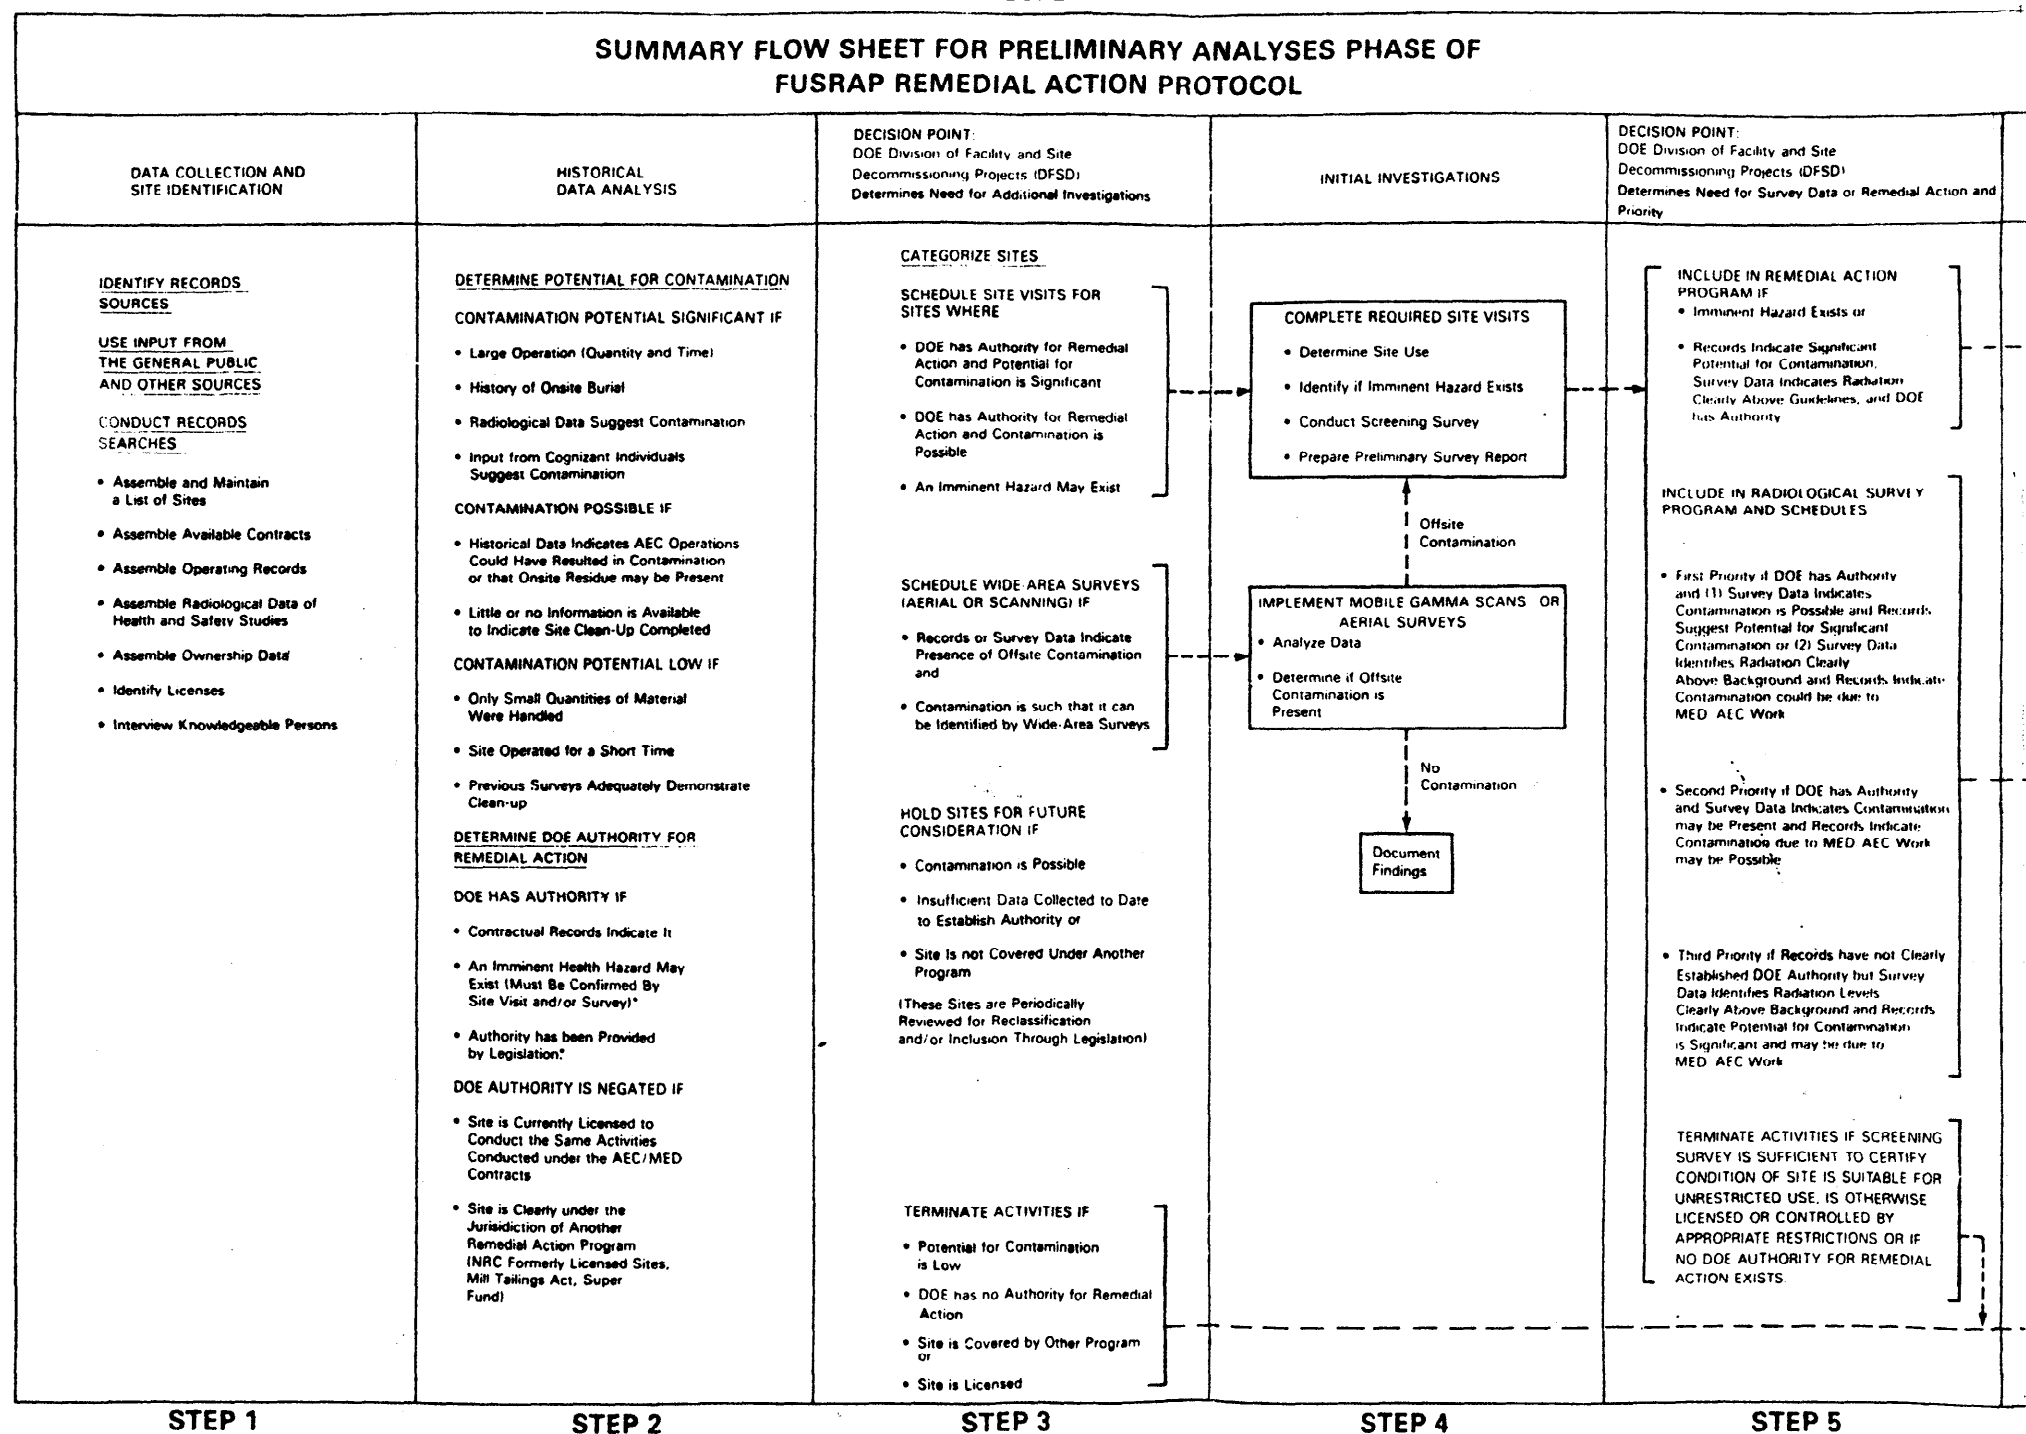 SUMMARY FLOW SHEET FOR PRELIMINARY ANALYSES PHASE OF
FUSRAP REMEDIAL ACTION PROTOCOL
DATA COLLECTION AND
SITE IDENTIFICATION
IDENTIFY RECORDS
SOURCES
USE INPUT FROM
THE GENERAL PUBLIC
AND OTHER SOURCES
CONDUCT RECORDS
SEARCHES
• Assemble and Maintain
a List of Sites
• Assemble Available Contracts
• Assemble Operating Records
• Assemble Radiological Data of
Health and Safety Studies
• Assemble Ownership Data
• Identify Licenses
• Interview Knowledgeable Persons
STEP 1
HISTORICAL
DATA ANALYSIS
DETERMINE POTENTIAL FOR CONTAMINATION
CONTAMINATION POTENTIAL SIGNIFICANT IF
• Large Operation (Quantity and Time)
• History of Onsite Burial
• Radiological Data Suggest Contamination
• Input from Cognizant Individuals
Suggest Contamination
CONTAMINATION POSSIBLE IF
• Historical Data Indicates AEC Operations
Could Have Resulted in Contamination
or that Onsite Residue may be Present
• Little or no Information is Available
to Indicate Site Clean-Up Completed
CONTAMINATION POTENTIAL LOW IF
• Only Small Quantities of Material
Were Handled
• Site Operated for a Short Time
• Previous Surveys Adequately Demonstrate
Clean-up
DETERMINE DOE AUTHORITY FOR
REMEDIAL ACTION
DOE HAS AUTHORITY IF
• Contractual Records Indicate It
• An Imminent Health Hazard May
Exist (Must Be Confirmed By
Site Visit and/or Survey)*
• Authority has been Provided
by Legislation.*
DOE AUTHORITY IS NEGATED IF
• Site is Currently Licensed to
Conduct the Same Activities
Conducted under the AEC/MED
Contracts
• Site is Clearly under the
Jurisidiction of Another
Remedial Action Program
(NRC Formerly Licensed Sites,
Mill Tailings Act, Super
Fund)
STEP 2
DECISION POINT:
DOE Division of Facility and Site
Decommissioning Projects (DFSD)
Determines Need for Additional Investigations
CATEGORIZE SITES
SCHEDULE SITE VISITS FOR
SITES WHERE
• DOE has Authority for Remedial
Action and Potential for
Contamination is Significant
• DOE has Authority for Remedial
Action and Contamination is
Possible
• An Imminent Hazard May Exist
SCHEDULE WIDE-AREA SURVEYS
(AERIAL OR SCANNING) IF
• Records or Survey Data Indicate
Presence of Offsite Contamination
and
• Contamination is such that it can
be Identified by Wide-Area Surveys
HOLD SITES FOR FUTURE
CONSIDERATION IF
• Contamination is Possible
• Insufficient Data Collected to Date
to Establish Authority or
• Site Is not Covered Under Another
Program
(These Sites are Periodically
Reviewed for Reclassification
and/or Inclusion Through Legislation)
TERMINATE ACTIVITIES IF
• Potential for Contamination
is Low
• DOE has no Authority for Remedial
Action
• Site is Covered by Other Program
or
• Site is Licensed
STEP 3
INITIAL INVESTIGATIONS
COMPLETE REQUIRED SITE VISITS
• Determine Site Use
• Identify if Imminent Hazard Exists
• Conduct Screening Survey
• Prepare Preliminary Survey Report
Offsite
Contamination
IMPLEMENT MOBILE GAMMA SCANS OR
AERIAL SURVEYS
• Analyze Data
• Determine if Offsite
Contamination is
Present
No
Contamination
Document
Findings
STEP 4
DECISION POINT:
DOE Division of Facility and Site
Decommissioning Projects (DFSD)
Determines Need for Survey Data or Remedial Action and
Priority
INCLUDE IN REMEDIAL ACTION
PROGRAM IF
• Imminent Hazard Exists or
• Records Indicate Significant
Potential for Contamination,
Survey Data Indicates Radiation
Clearly Above Guidelines, and DOE
has Authority
INCLUDE IN RADIOLOGICAL SURVEY
PROGRAM AND SCHEDULES
• First Priority if DOE has Authority
and (1) Survey Data Indicates
Contamination is Possible and Records
Suggest Potential for Significant
Contamination or (2) Survey Data
Identifies Radiation Clearly
Above Background and Records Indicate
Contamination could be due to
MED AEC Work
• Second Priority if DOE has Authority
and Survey Data Indicates Contamination
may be Present and Records Indicate
Contamination due to MED AEC Work
may be Possible
• Third Priority if Records have not Clearly
Established DOE Authority but Survey
Data Identifies Radiation Levels
Clearly Above Background and Records
Indicate Potential for Contamination
is Significant and may be due to
MED AEC Work
TERMINATE ACTIVITIES IF SCREENING
SURVEY IS SUFFICIENT TO CERTIFY
CONDITION OF SITE IS SUITABLE FOR
UNRESTRICTED USE, IS OTHERWISE
LICENSED OR CONTROLLED BY
APPROPRIATE RESTRICTIONS OR IF
NO DOE AUTHORITY FOR REMEDIAL
ACTION EXISTS.
STEP 5